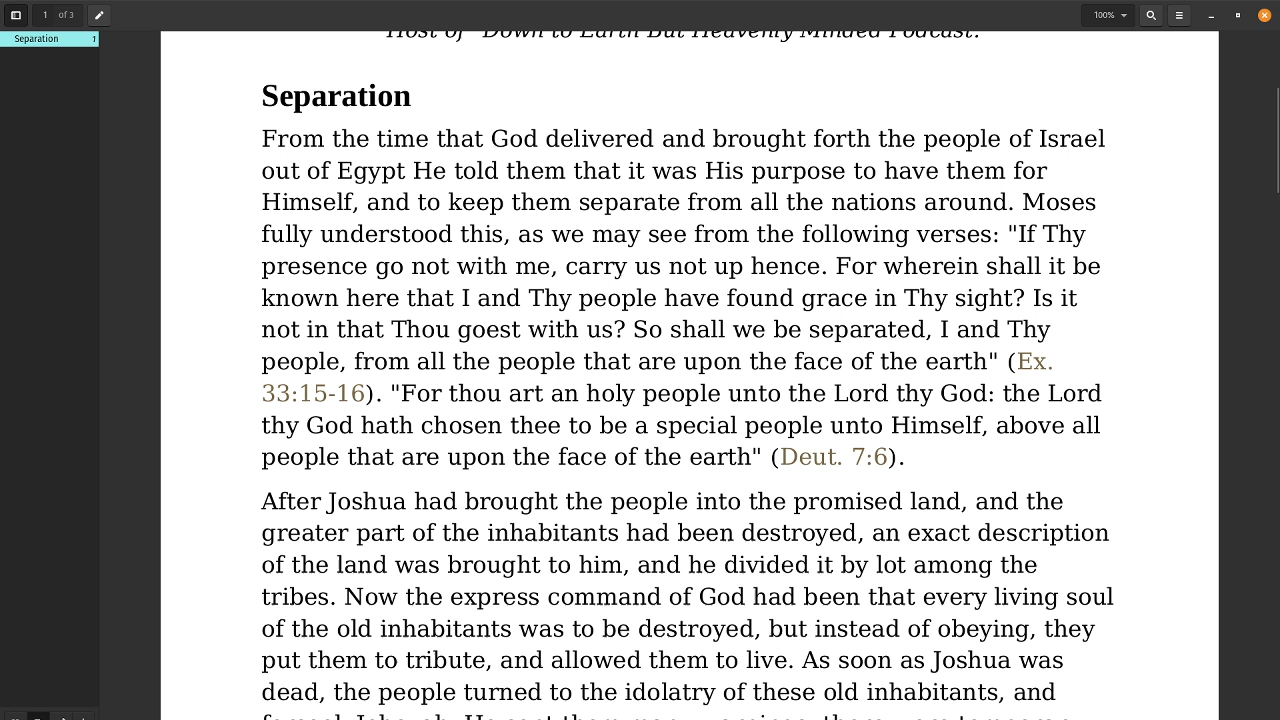 1 of 3
100%
Separation 1
Host of "Down to Earth But Heavenly Minded Podcast.
Separation
From the time that God delivered and brought forth the people of Israel
out of Egypt He told them that it was His purpose to have them for
Himself, and to keep them separate from all the nations around. Moses
fully understood this, as we may see from the following verses: "If Thy
presence go not with me, carry us not up hence. For wherein shall it be
known here that I and Thy people have found grace in Thy sight? Is it
not in that Thou goest with us? So shall we be separated, I and Thy
people, from all the people that are upon the face of the earth" (Ex.
33:15-16). "For thou art an holy people unto the Lord thy God: the Lord
thy God hath chosen thee to be a special people unto Himself, above all
people that are upon the face of the earth" (Deut. 7:6).
After Joshua had brought the people into the promised land, and the
greater part of the inhabitants had been destroyed, an exact description
of the land was brought to him, and he divided it by lot among the
tribes. Now the express command of God had been that every living soul
of the old inhabitants was to be destroyed, but instead of obeying, they
put them to tribute, and allowed them to live. As soon as Joshua was
dead, the people turned to the idolatry of these old inhabitants, and